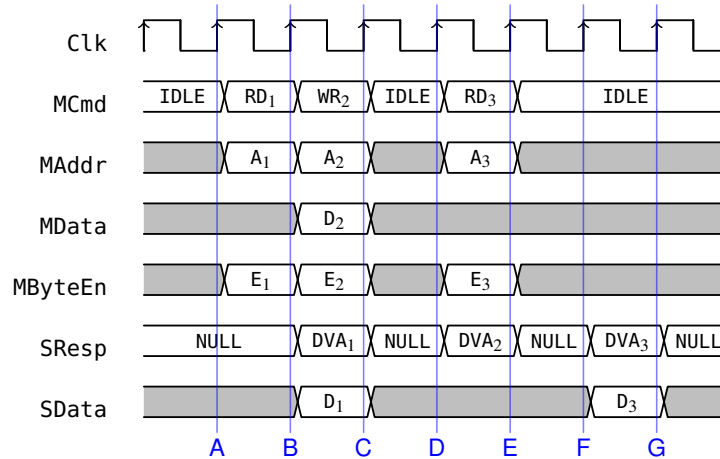 Clk
MCmd IDLE RD₁ WR₂ IDLE RD₃ IDLE
MAddr A₁ A₂ A₃
MData D₂
MByteEn E₁ E₂ E₃
SResp NULL DVA₁ NULL DVA₂ NULL DVA₃ NULL
SData D₁ D₃
A B C D E F G